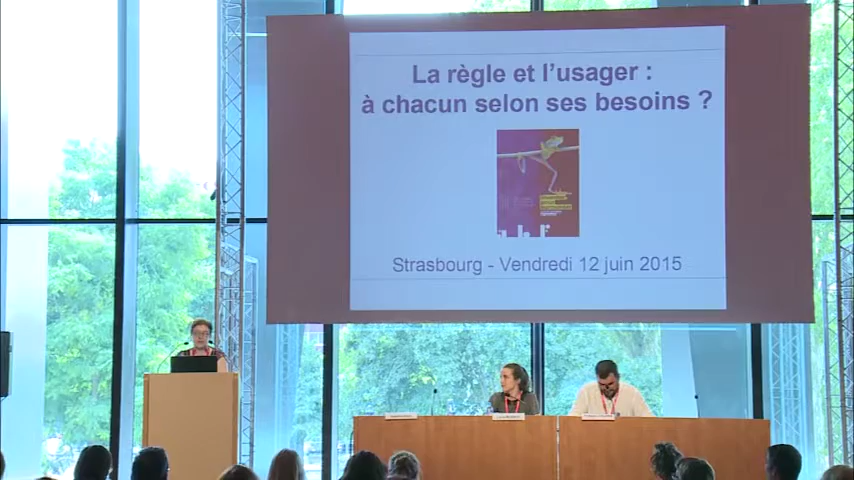 La règle et l'usager :
à chacun selon ses besoins ?
a.b.f
Strasbourg - Vendredi 12 juin 2015